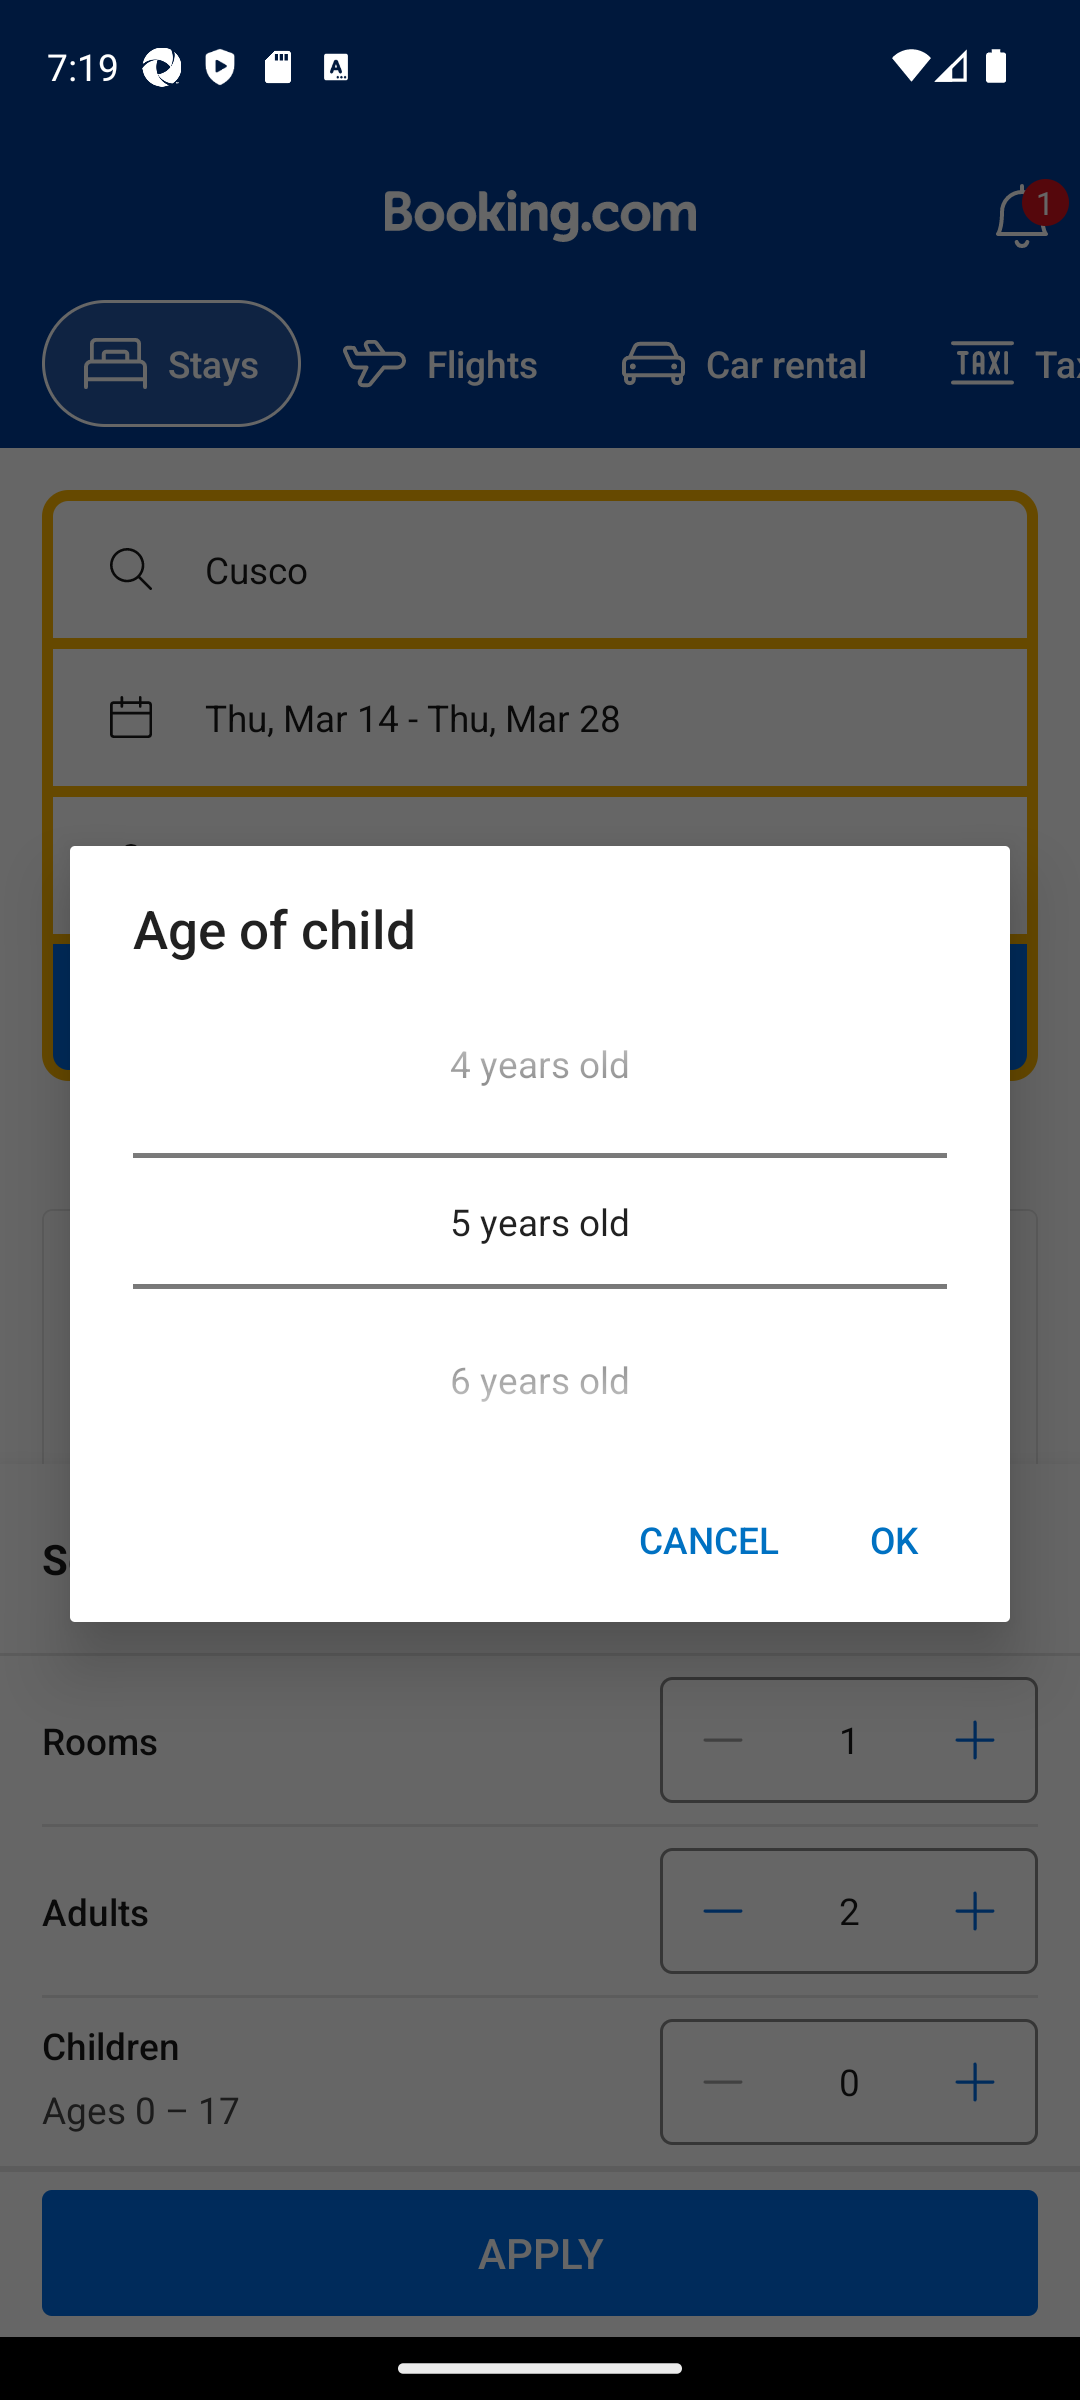 7:19
Booking.com
1
Stays
Flights
Car rental
TAXI
Cusco
Thu, Mar 14 - Thu, Mar 28
Age of child
4 years old
5 years old
6 years old
CANCEL
OK
Rooms
1
Adults
2
Children
Ages 0 – 17
0
APPLY